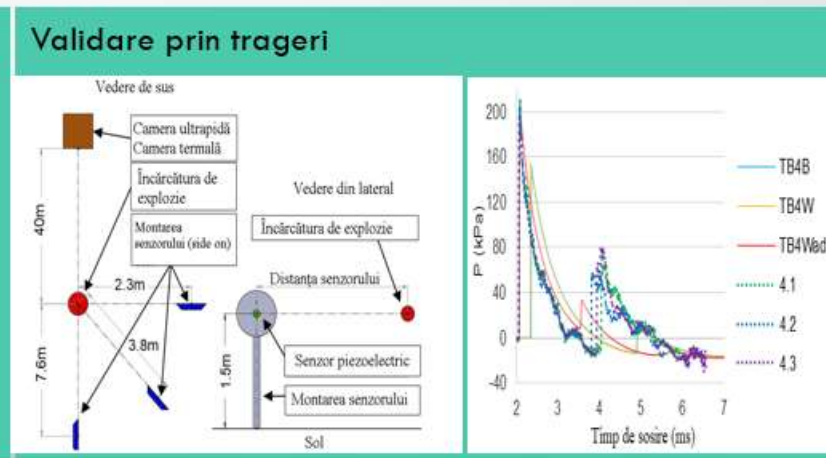 Validare prin trageri
Vedere de sus
Camera ultrapidă
Camera termală
Încărcătura de
explozie
Montarea
senzorului (side on)
40m
2.3m
3.8m
7.6m
Vedere din lateral
Încărcătura de explozie
Distanța senzorului
1.5m
Senzor piezoelectric
Montarea senzorului
Sol
P (kPa)
200
160
120
80
40
0
-40
2 3 4 5 6 7
Timp de sosire (ms)
TB4B
TB4W
TB4Wad
4.1
4.2
4.3